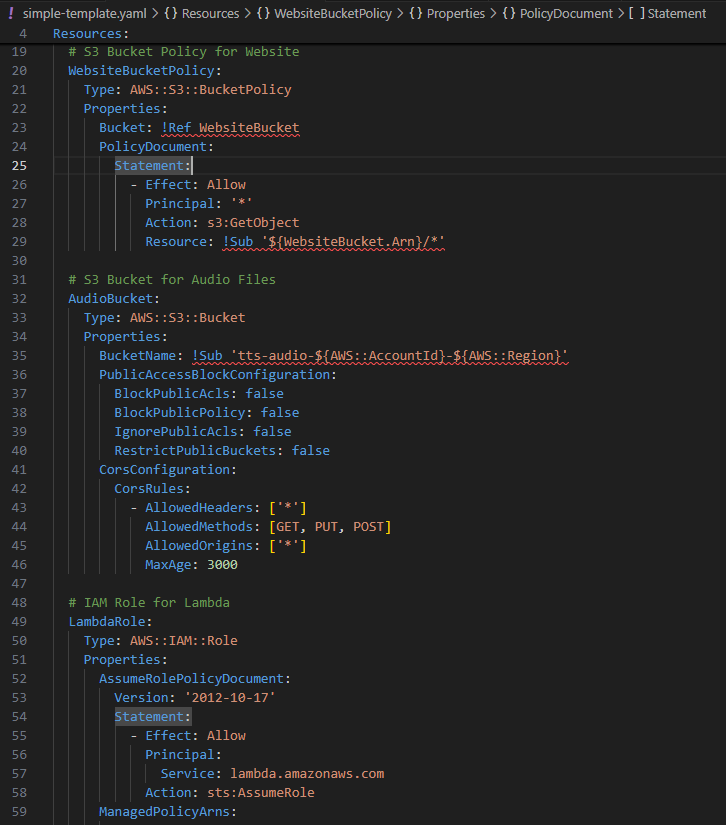 ! simple-template.yaml > {} Resources > {} WebsiteBucketPolicy > {} Properties > {} PolicyDocument > [ ] Statement
4 Resources:
19 # S3 Bucket Policy for Website
20 WebsiteBucketPolicy:
21 Type: AWS::S3::BucketPolicy
22 Properties:
23 Bucket: !Ref WebsiteBucket
24 PolicyDocument:
25 Statement:
26 - Effect: Allow
27 Principal: '*'
28 Action: s3:GetObject
29 Resource: !Sub '${WebsiteBucket.Arn}/*'
30
31 # S3 Bucket for Audio Files
32 AudioBucket:
33 Type: AWS::S3::Bucket
34 Properties:
35 BucketName: !Sub 'tts-audio-${AWS::AccountId}-${AWS::Region}'
36 PublicAccessBlockConfiguration:
37 BlockPublicAcls: false
38 BlockPublicPolicy: false
39 IgnorePublicAcls: false
40 RestrictPublicBuckets: false
41 CorsConfiguration:
42 CorsRules:
43 - AllowedHeaders: ['*']
44 AllowedMethods: [GET, PUT, POST]
45 AllowedOrigins: ['*']
46 MaxAge: 3000
47
48 # IAM Role for Lambda
49 LambdaRole:
50 Type: AWS::IAM::Role
51 Properties:
52 AssumeRolePolicyDocument:
53 Version: '2012-10-17'
54 Statement:
55 - Effect: Allow
56 Principal:
57 Service: lambda.amazonaws.com
58 Action: sts:AssumeRole
59 ManagedPolicyArns: